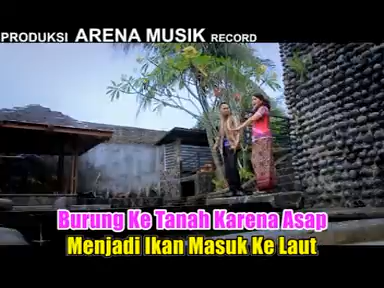 PRODUKSI ARENA MUSIK RECORD
Burung Ke Tanah Karena Asap
Menjadi Ikan Masuk Ke Laut